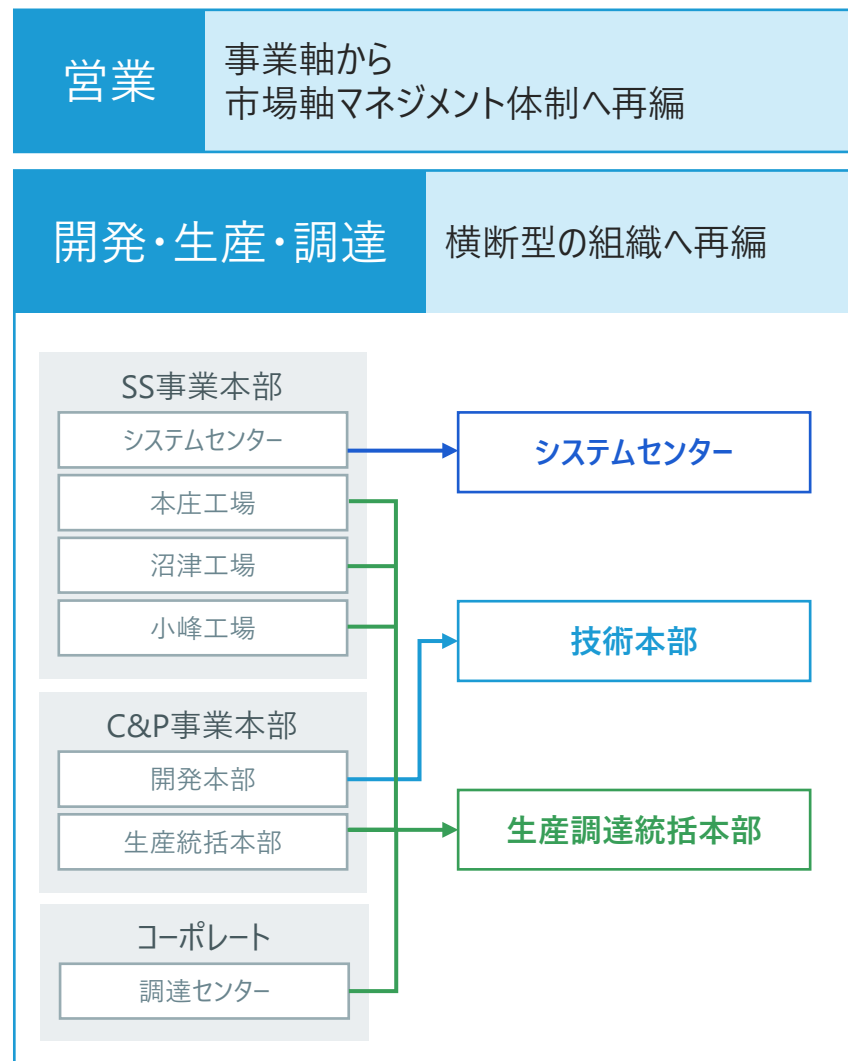 営業
事業軸から
市場軸マネジメント体制へ再編
開発・生産・調達
横断型の組織へ再編
SS事業本部
システムセンター
本庄工場
沼津工場
小峰工場
C&P事業本部
開発本部
生産統括本部
コーポレート
調達センター
システムセンター
技術本部
生産調達統括本部